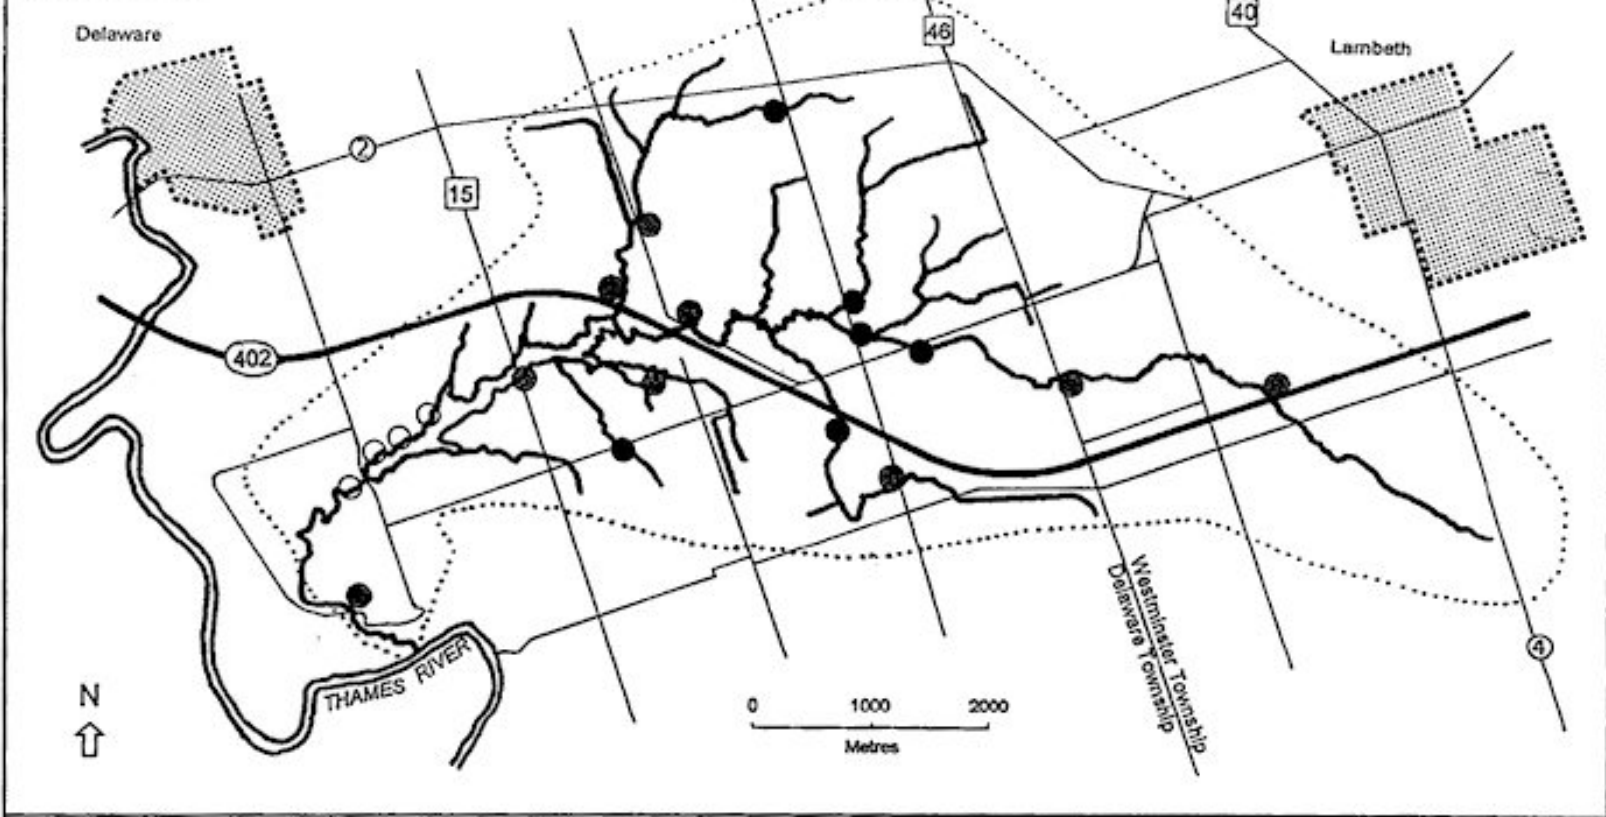 40
46
Delaware
Lambeth
2
15
402
Westminster Township
Delaware Township
4
THAMES RIVER
N
0 1000 2000
Metres